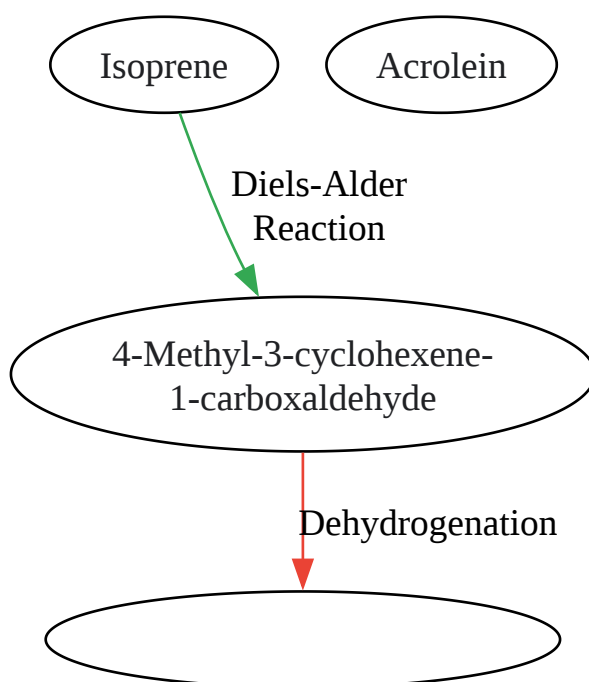 Isoprene
Acrolein
Diels-Alder
Reaction
4-Methyl-3-cyclohexene-
1-carboxaldehyde
Dehydrogenation